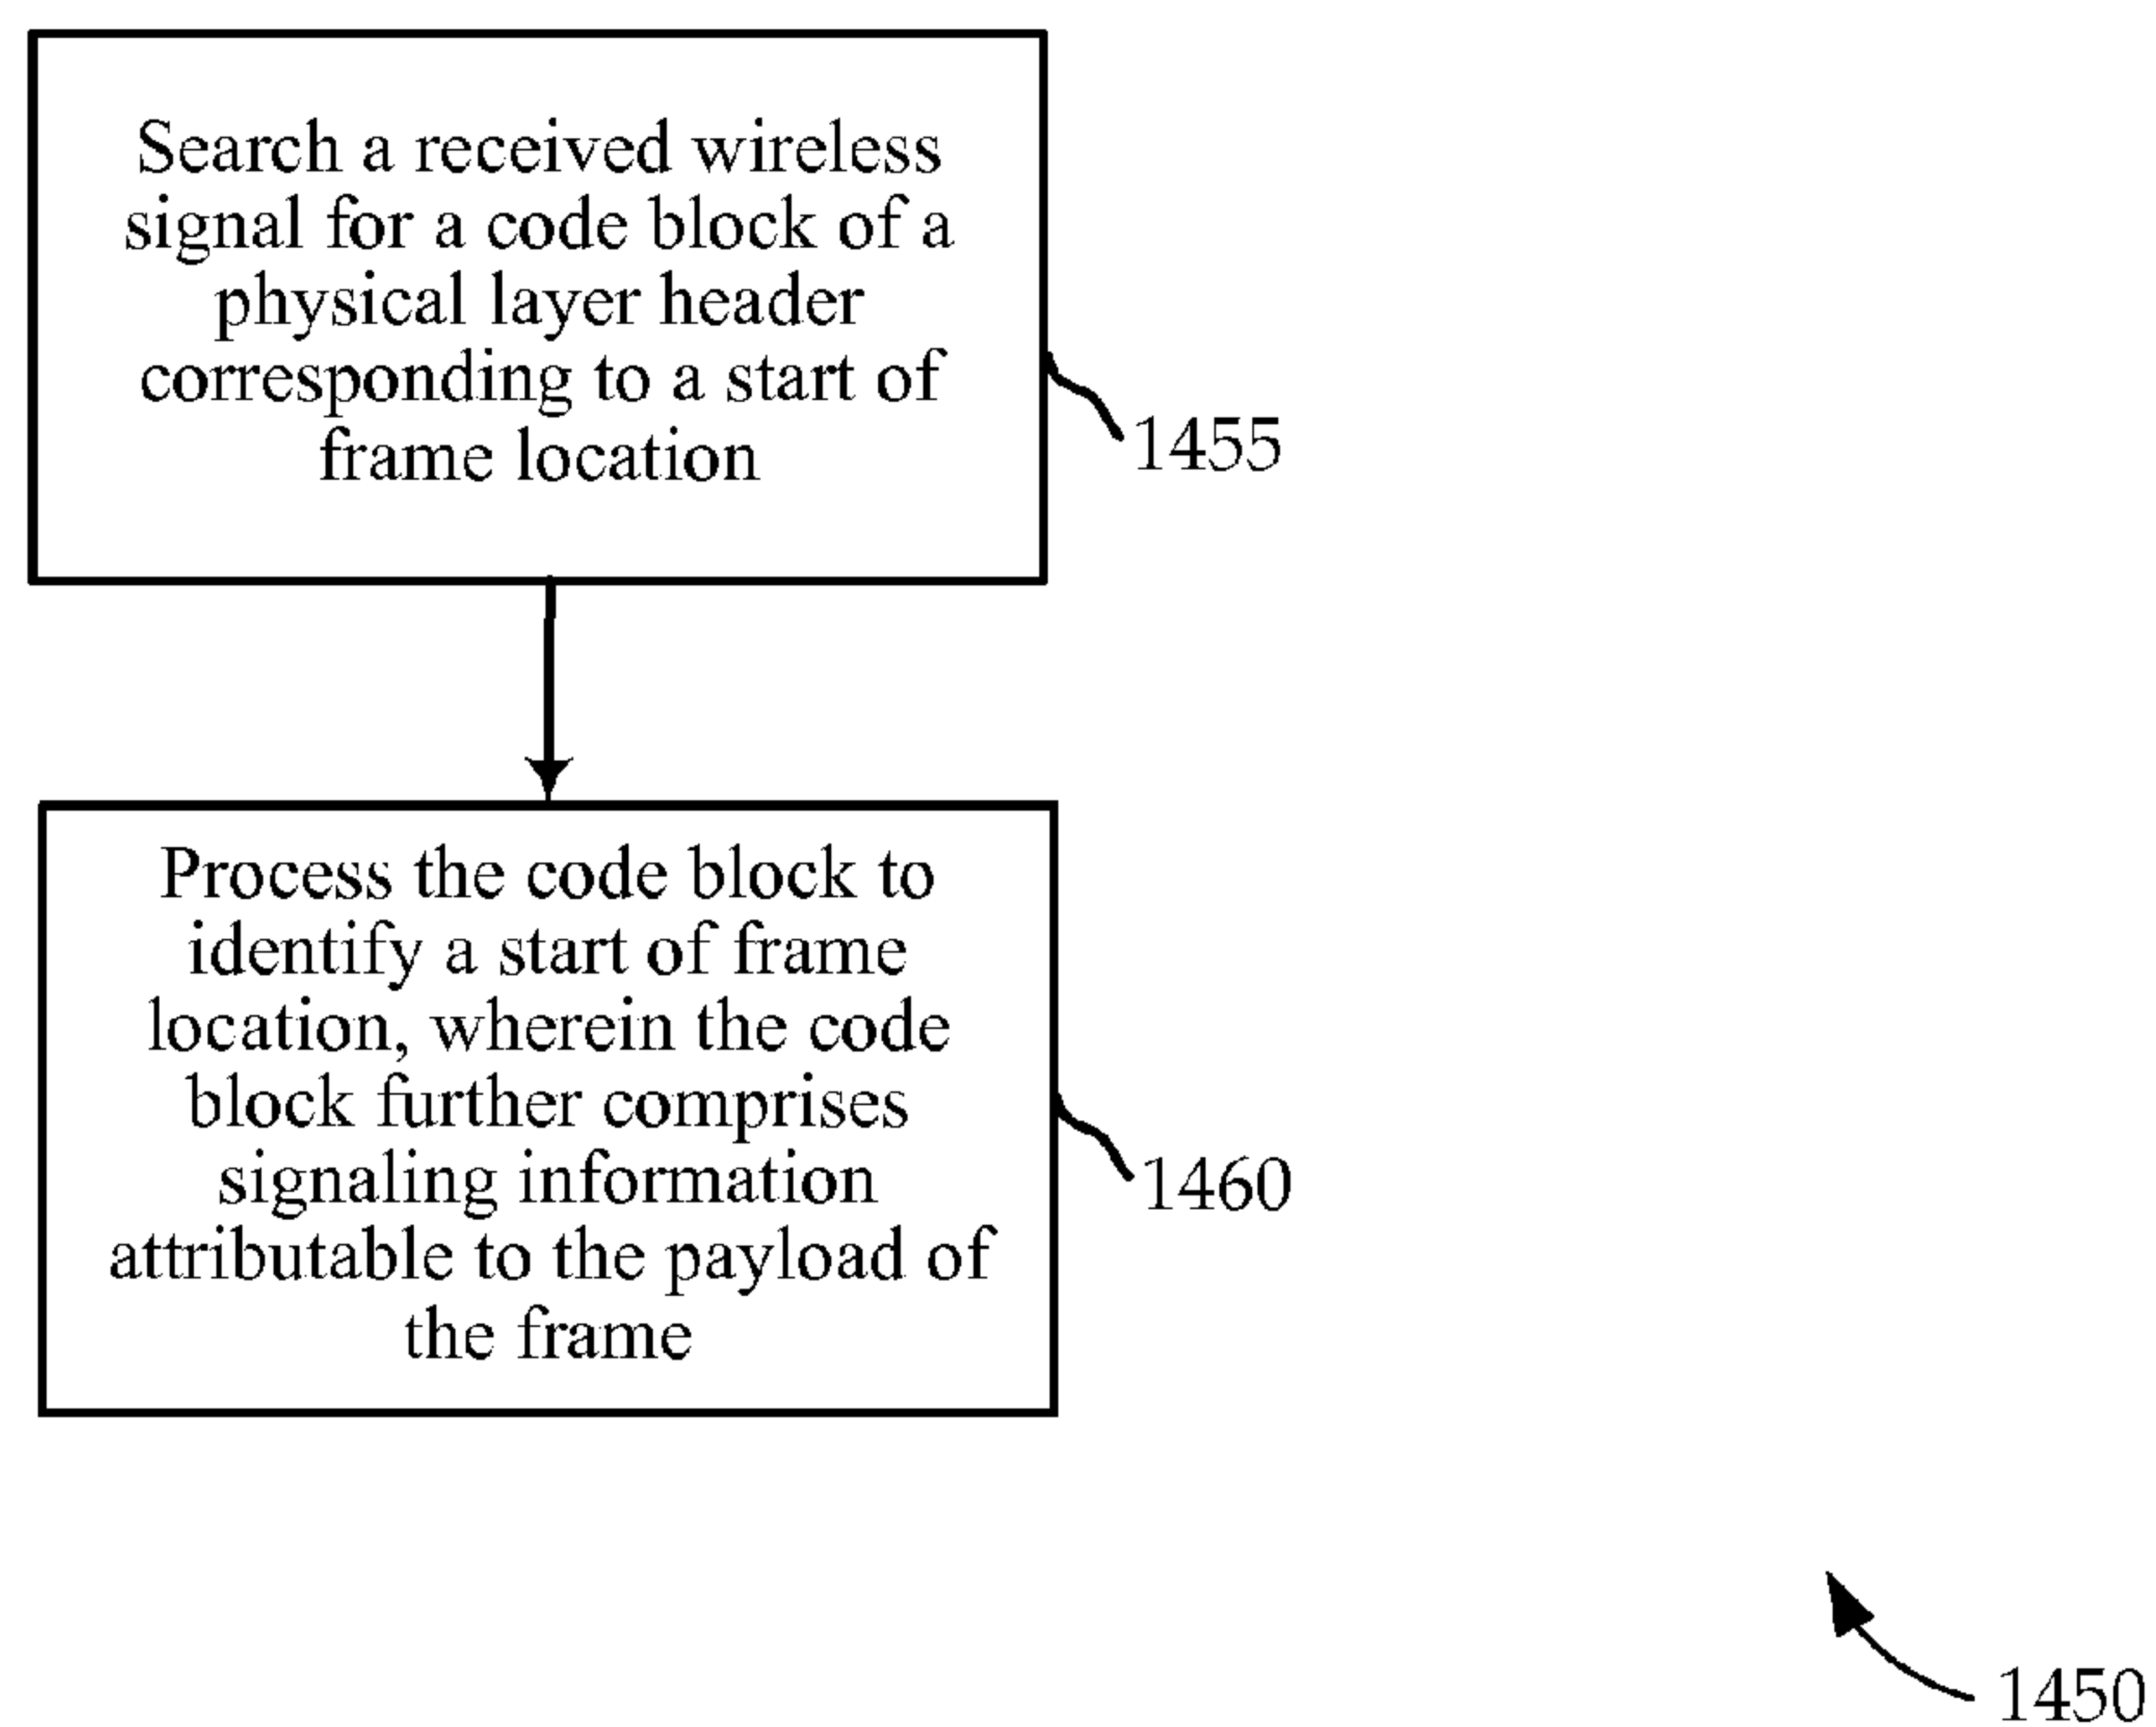 Search a received wireless
signal for a code block of a
physical layer header
corresponding to a start of
frame location
1455
Process the code block to
identify a start of frame
location, wherein the code
block further comprises
signaling information
attributable to the payload of
the frame
1460
1450